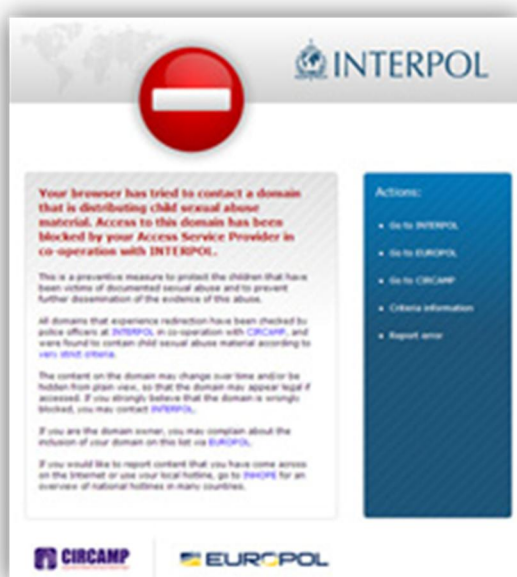 INTERPOL
Your browser has tried to contact a domain
that is distributing child sexual abuse
material. Access to this domain has been
blocked by your Access Service Provider in
co-operation with INTERPOL.
This is a preventive measure to protect the children that have
been victims of documented sexual abuse and to prevent
further dissemination of the evidence of this abuse.
All domains that experience redirection have been checked by
police officers at INTERPOL in co-operation with CIRCAMP, and
were found to contain child sexual abuse material according to
very strict criteria.
The content on the domain may change over time and/or be
hidden from plain view, so that the domain may appear legal if
accessed. If you strongly believe that the domain is wrongly
blocked, you may contact INTERPOL.
If you are the domain owner, you may complain about the
inclusion of your domain on this list via EUROPOL.
If you would like to report content that you have come across
on the Internet or use your local hotline, go to INHOPE for an
overview of national hotlines in many countries.
Actions:
Go to INTERPOL
Go to EUROPOL
Go to CIRCAMP
Criteria information
Report error
CIRCAMP
EUROPOL